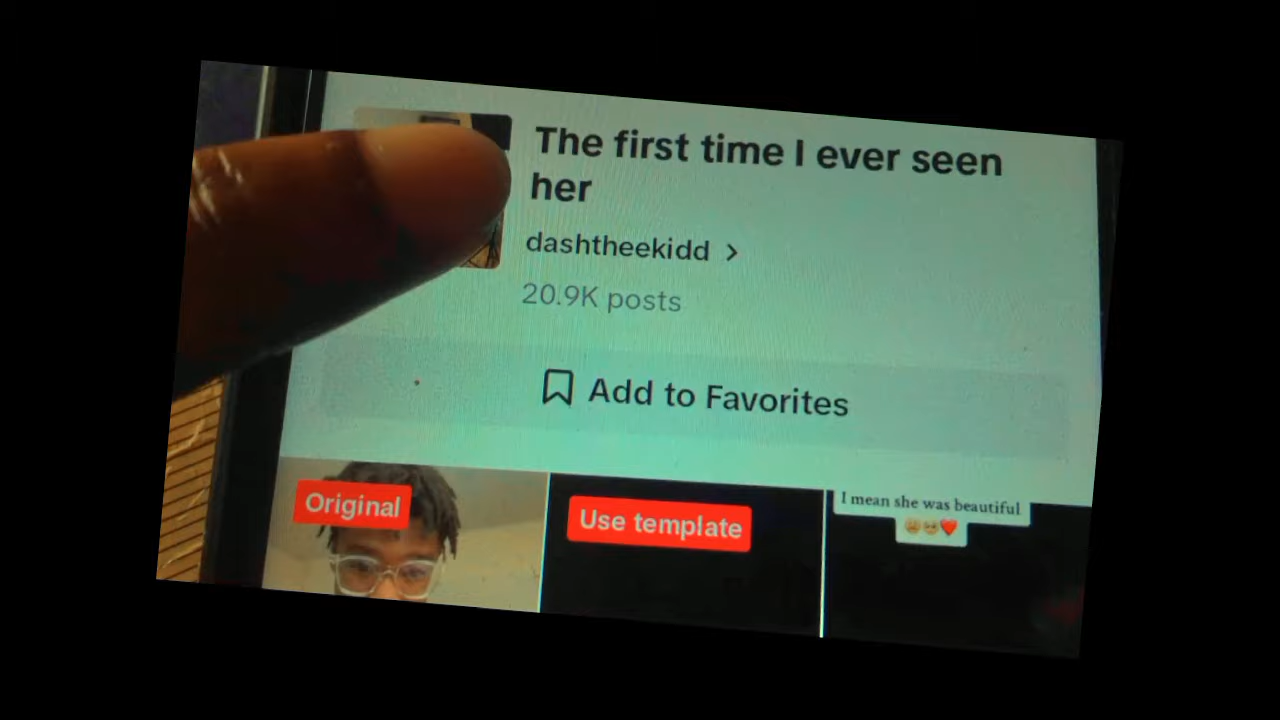 The first time I ever seen
her
dashtheekidd >
20.9K posts
Add to Favorites
Original
Use template
I mean she was beautiful
😩🥺❤️